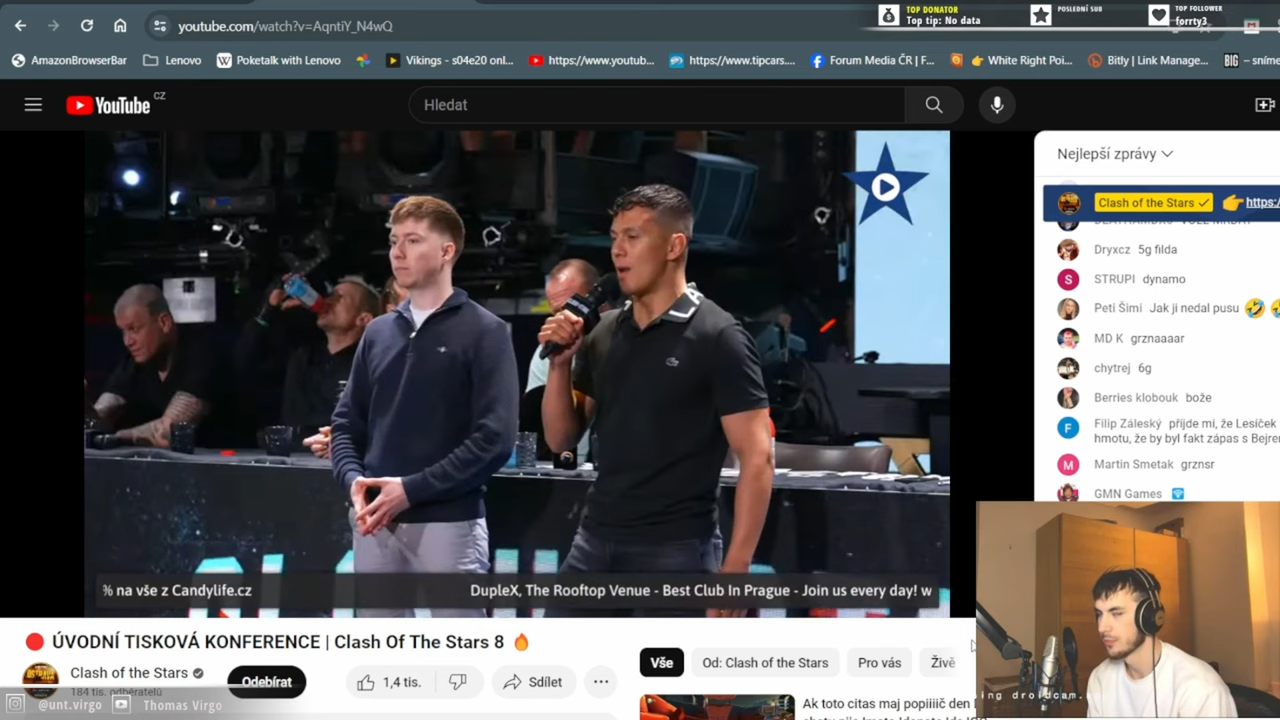 TOP DONATOR
Top tip: No data
POSLEDNÍ SUB
TOP FOLLOWER
forrty3
youtube.com/watch?v=AqntiY_N4wQ
AmazonBrowserBar
Lenovo
Poketalk with Lenovo
Vikings - s04e20 onl...
https://www.youtub...
https://www.tipcars....
Forum Media ČR | F...
White Right Poi...
Bitly | Link Manage...
BIG
– sníme
YouTube CZ
Hledat
Nejlepší zprávy
Clash of the Stars
https:/
Dryxcz 5g filda
STRUPI dynamo
Peti Šimi Jak ji nedal pusu
MD K grznaaaar
chytrej 6g
Berries klobouk bože
Filip Záleský přijde mi, že Lesíček
hmotu, že by byl fakt zápas s Bejrem
Martin Smetak grznsr
GMN Games
% na vše z Candylife.cz
DupleX, The Rooftop Venue - Best Club In Prague - Join us every day! w
ÚVODNÍ TISKOVÁ KONFERENCE | Clash Of The Stars 8
Clash of the Stars
184 tis. odběratelů
Odebírat
1,4 tis.
Sdílet
Vše
Od: Clash of the Stars
Pro vás
Živě
@unt.virgo
Thomas Virgo
Ak toto citas maj popiiiič den